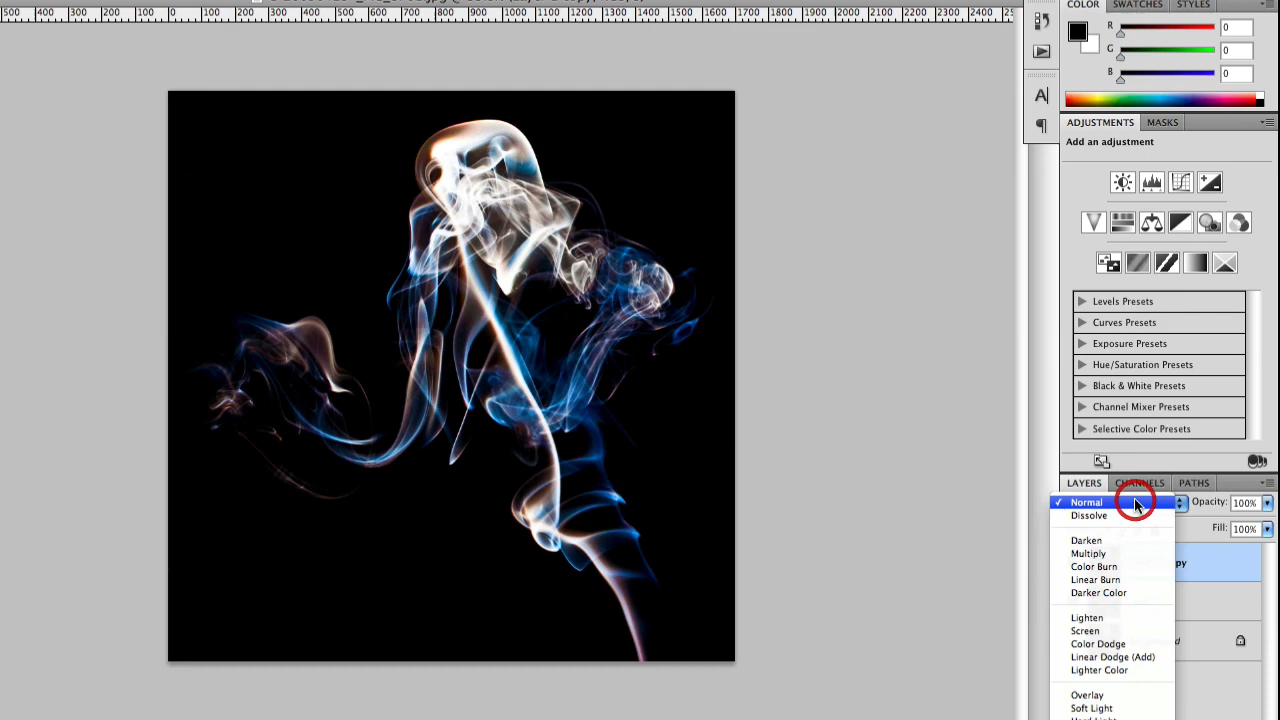 500 400 300 200 100 0 100 200 300 400 500 600 700 800 900 1000 1100 1200 1300 1400 1500 1600 1700 1800 1900 2000 2100 2200 2300 2400
COLOR SWATCHES STYLES
R 0
G 0
B 0
A
ADJUSTMENTS MASKS
Add an adjustment
Levels Presets
Curves Presets
Exposure Presets
Hue/Saturation Presets
Black & White Presets
Channel Mixer Presets
Selective Color Presets
LAYERS CHANNELS PATHS
Normal Opacity: 100%
Dissolve
Fill: 100%
Darken
Multiply
Color Burn
Linear Burn
Darker Color
Lighten
Screen
Color Dodge
Linear Dodge (Add)
Lighter Color
Overlay
Soft Light